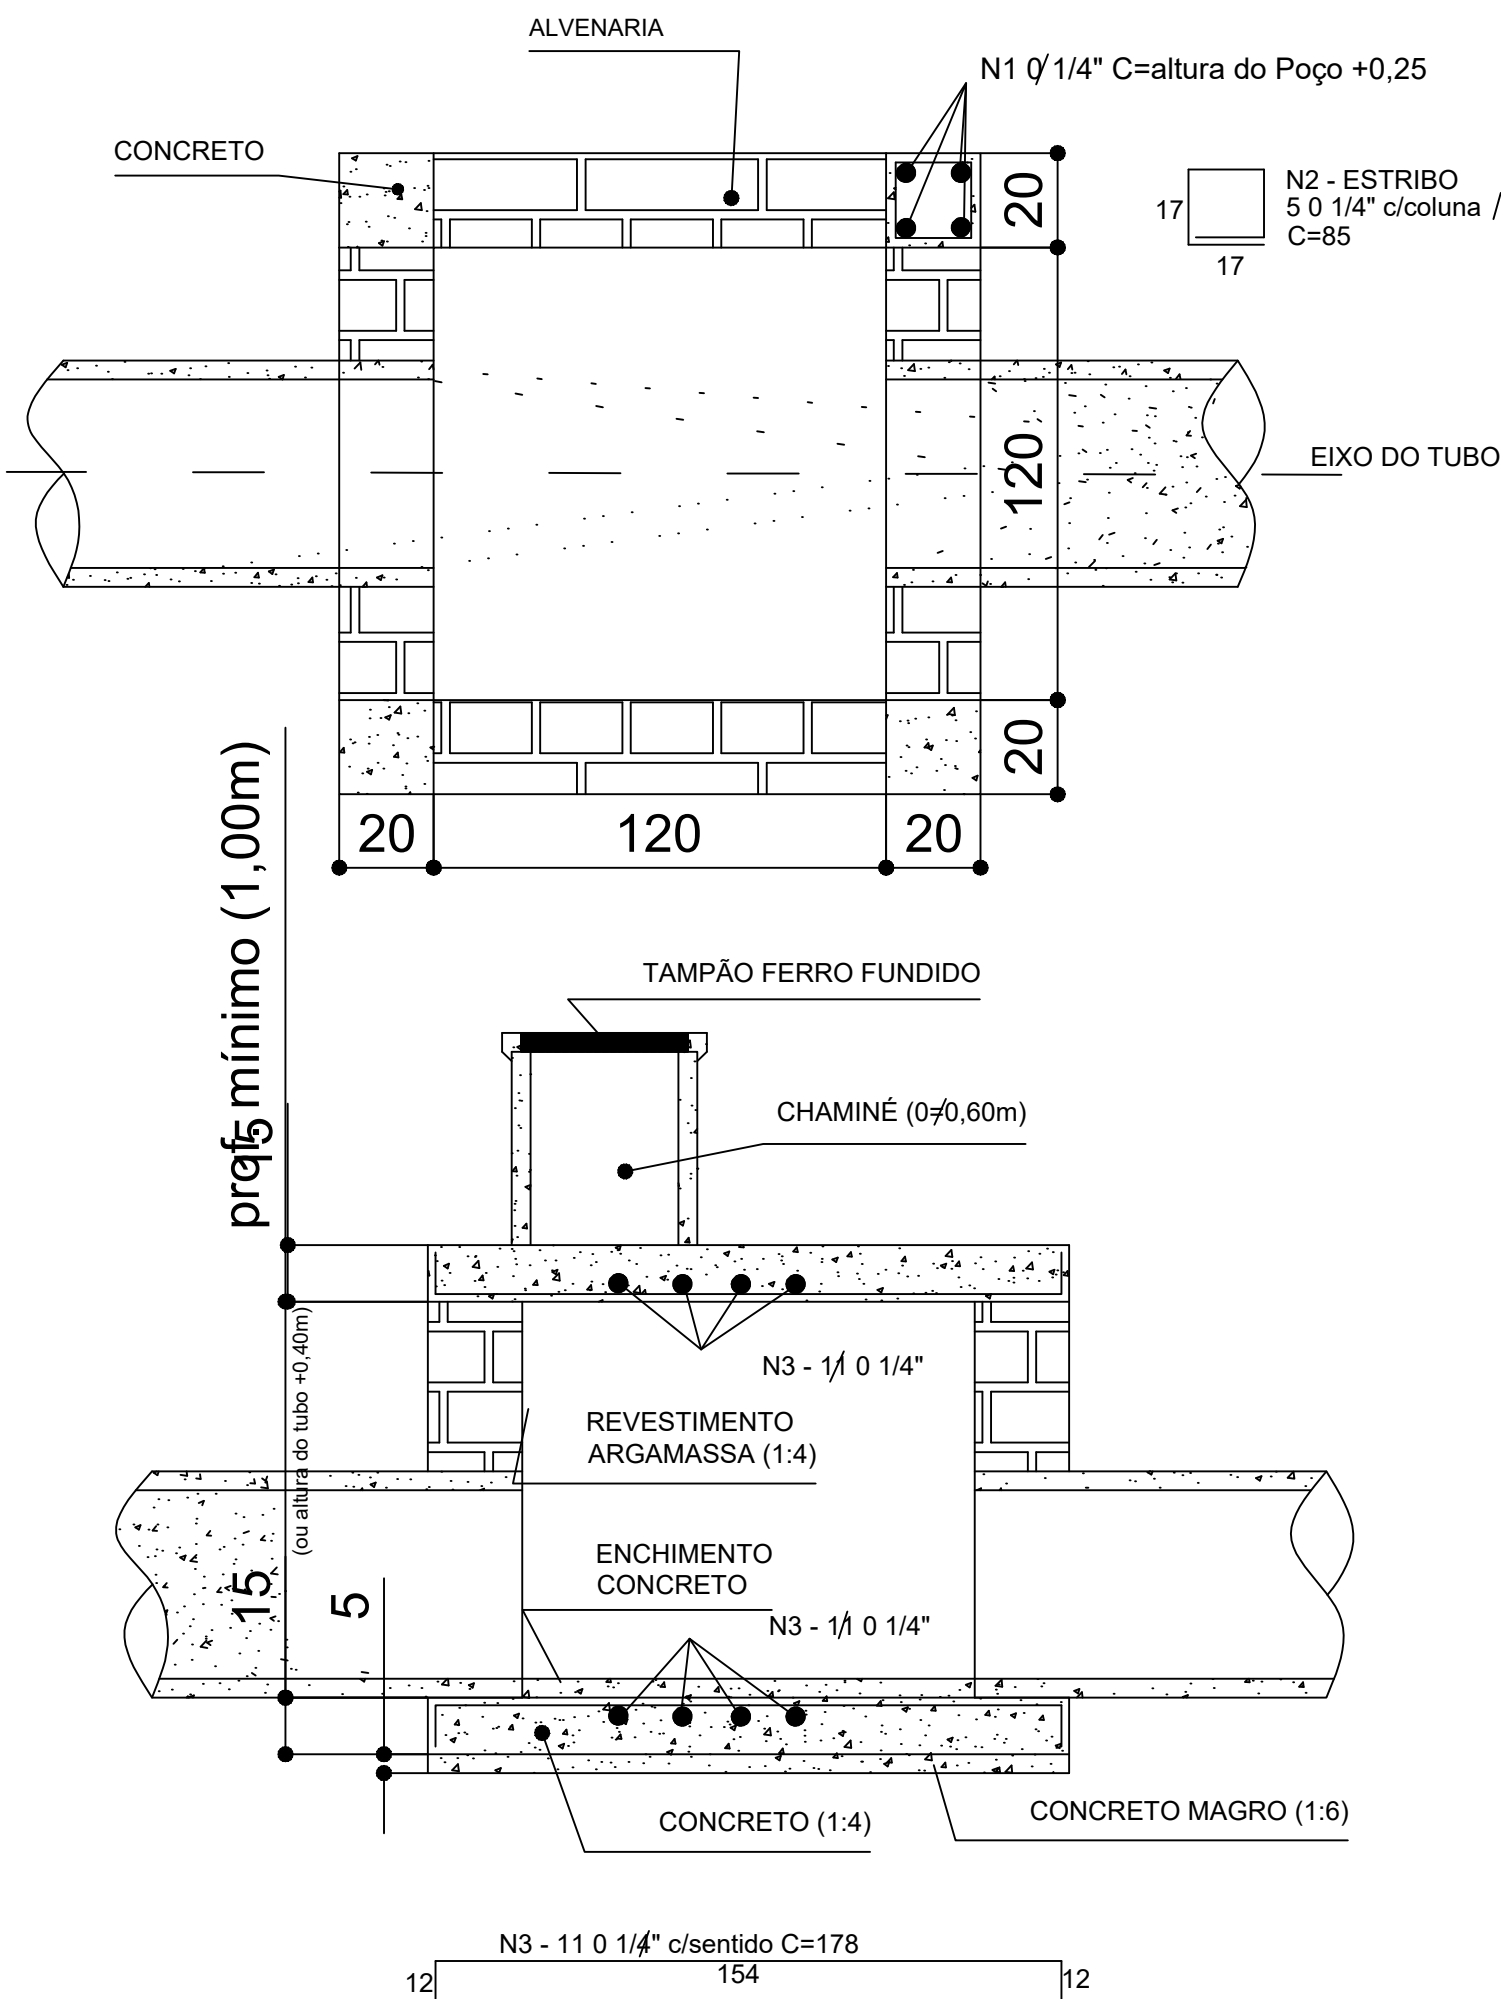 ALVENARIA
N1 0/ 1/4" C=altura do Poço +0,25
CONCRETO
N2 - ESTRIBO
5 0 1/4" c/coluna /
C=85
17
17
20
120
20
EIXO DO TUBO
20
120
20
prof. mínimo (1,00m)
15
TAMPÃO FERRO FUNDIDO
CHAMINÉ (0=/0,60m)
(ou altura do tubo +0,40m)
N3 - 11 0 1/4"
REVESTIMENTO
ARGAMASSA (1:4)
ENCHIMENTO
CONCRETO
15
5
N3 - 11 0 1/4"
CONCRETO (1:4)
CONCRETO MAGRO (1:6)
N3 - 11 0 1/4" c/sentido C=178
12
154
12